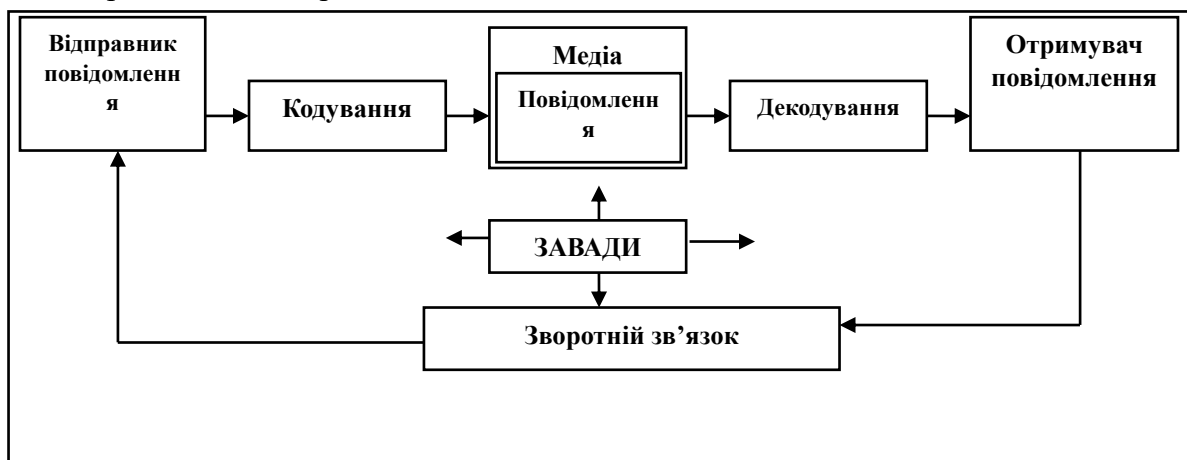 Відправник
повідомленн
я
Кодування
Медіа
Повідомленн
я
Декодування
Отримувач
повідомлення
ЗАВАДИ
Зворотній зв’язок